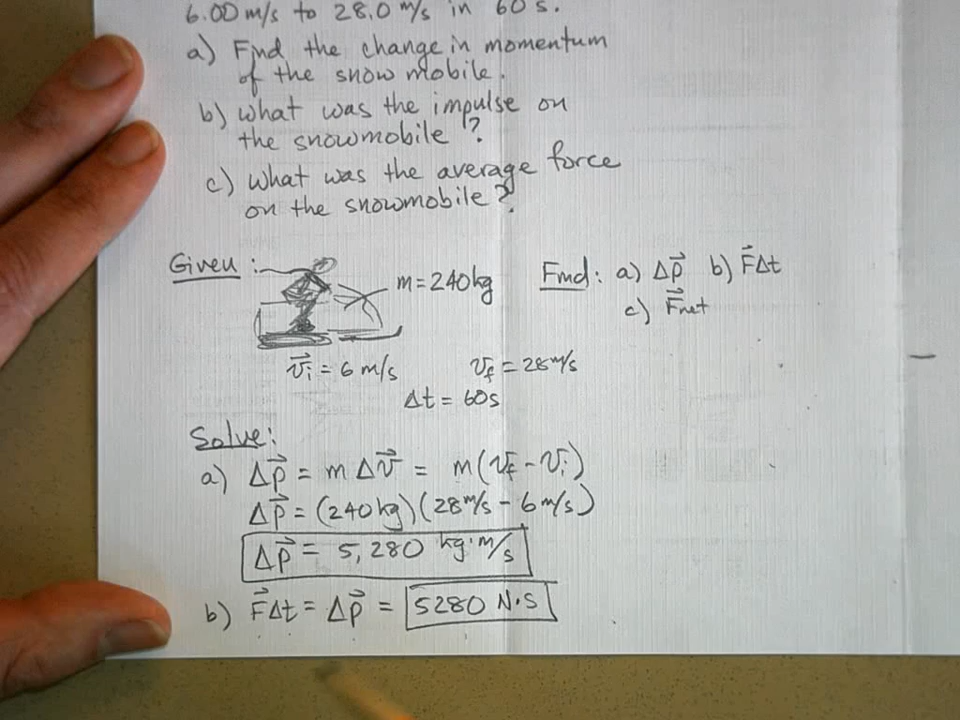 6.00 m/s to 28.0 m/s in 60 s.
a) Find the change in momentum
of the snow mobile.
b) what was the impulse on
the snowmobile ?
c) What was the average force
on the snowmobile ?
Given : m = 240 kg Find : a) Δp⃗ b) F⃗Δt
c) F⃗net
v⃗i = 6 m/s vf = 28 m/s
Δt = 60 s
Solve :
a) Δp⃗ = m Δv⃗ = m (vf - vi)
Δp⃗ = (240 kg) (28 m/s - 6 m/s)
Δp⃗ = 5,280 kg·m/s
b) F⃗Δt = Δp⃗ = 5280 N·s